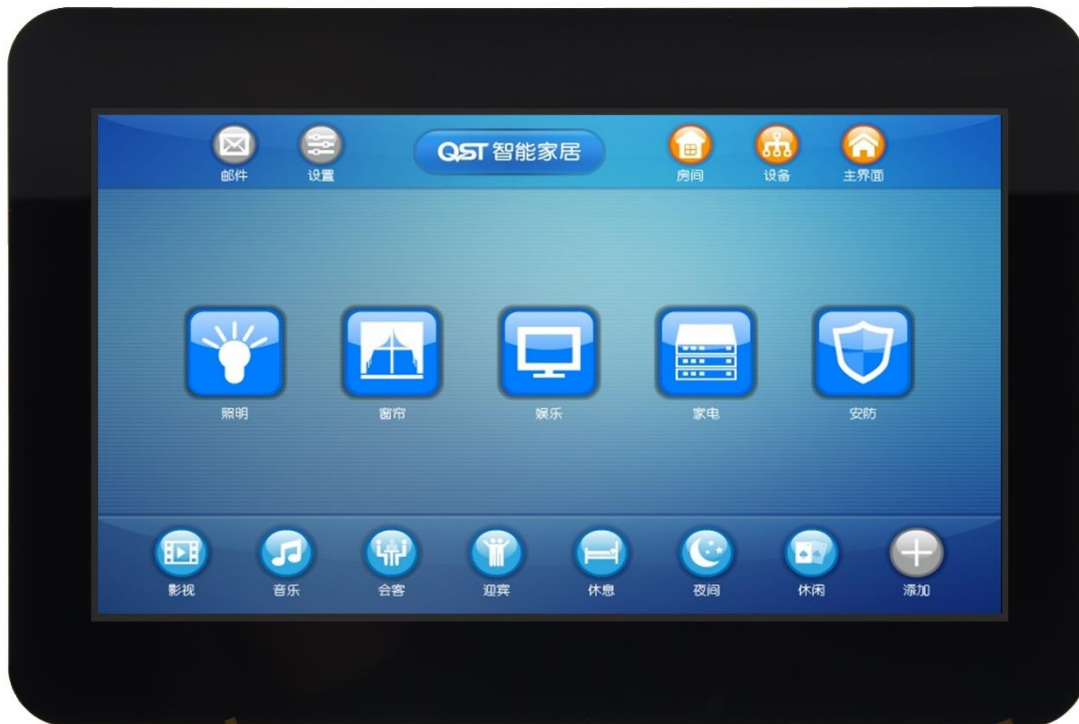 邮件
设置
QST 智能家居
房间
设备
主界面
照明
窗帘
娱乐
家电
安防
影视
音乐
会客
迎宾
休息
夜间
休闲
添加